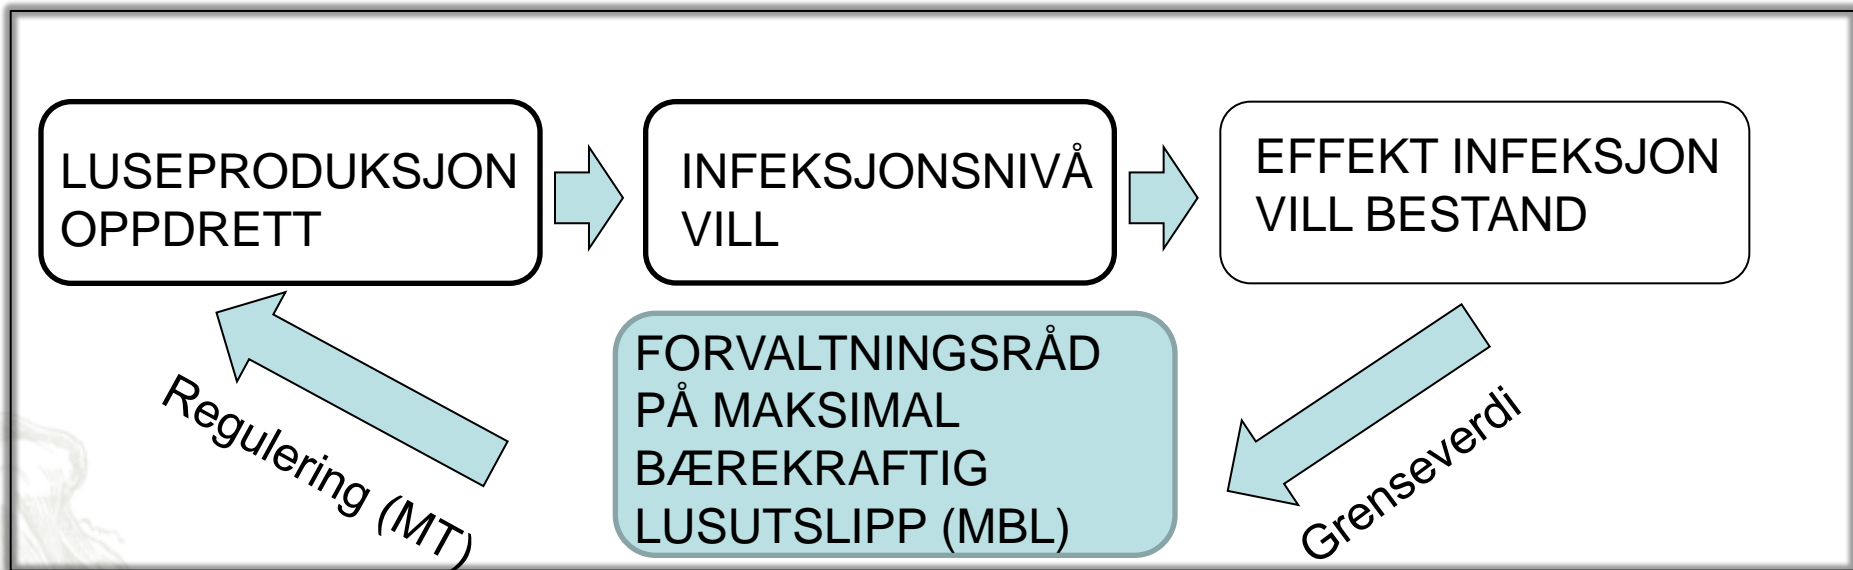 LUSEPRODUKSJON
OPPDRETT
INFEKSJONSNIVÅ
VILL
EFFEKT INFEKSJON
VILL BESTAND
Regulering (MT)
FORVALTNINGSRÅD
PÅ MAKSIMAL
BÆREKRAFTIG
LUSUTSLIPP (MBL)
Grenseverdi